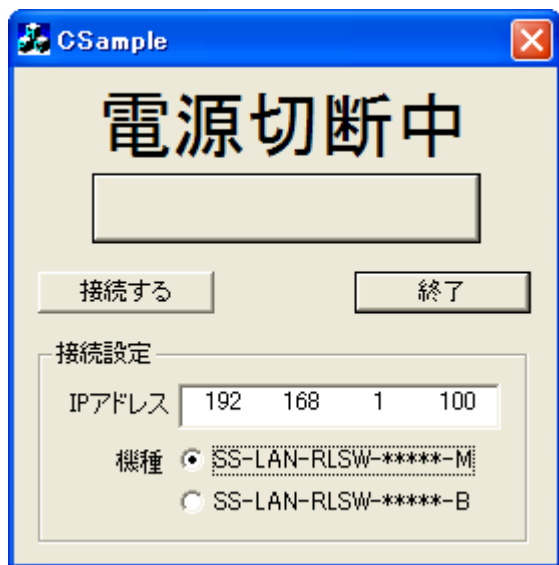 CSample
電源切断中
接続する 終了
接続設定
IPアドレス 192 168 1 100
機種 SS-LAN-RLSW-*****-M
SS-LAN-RLSW-*****-B